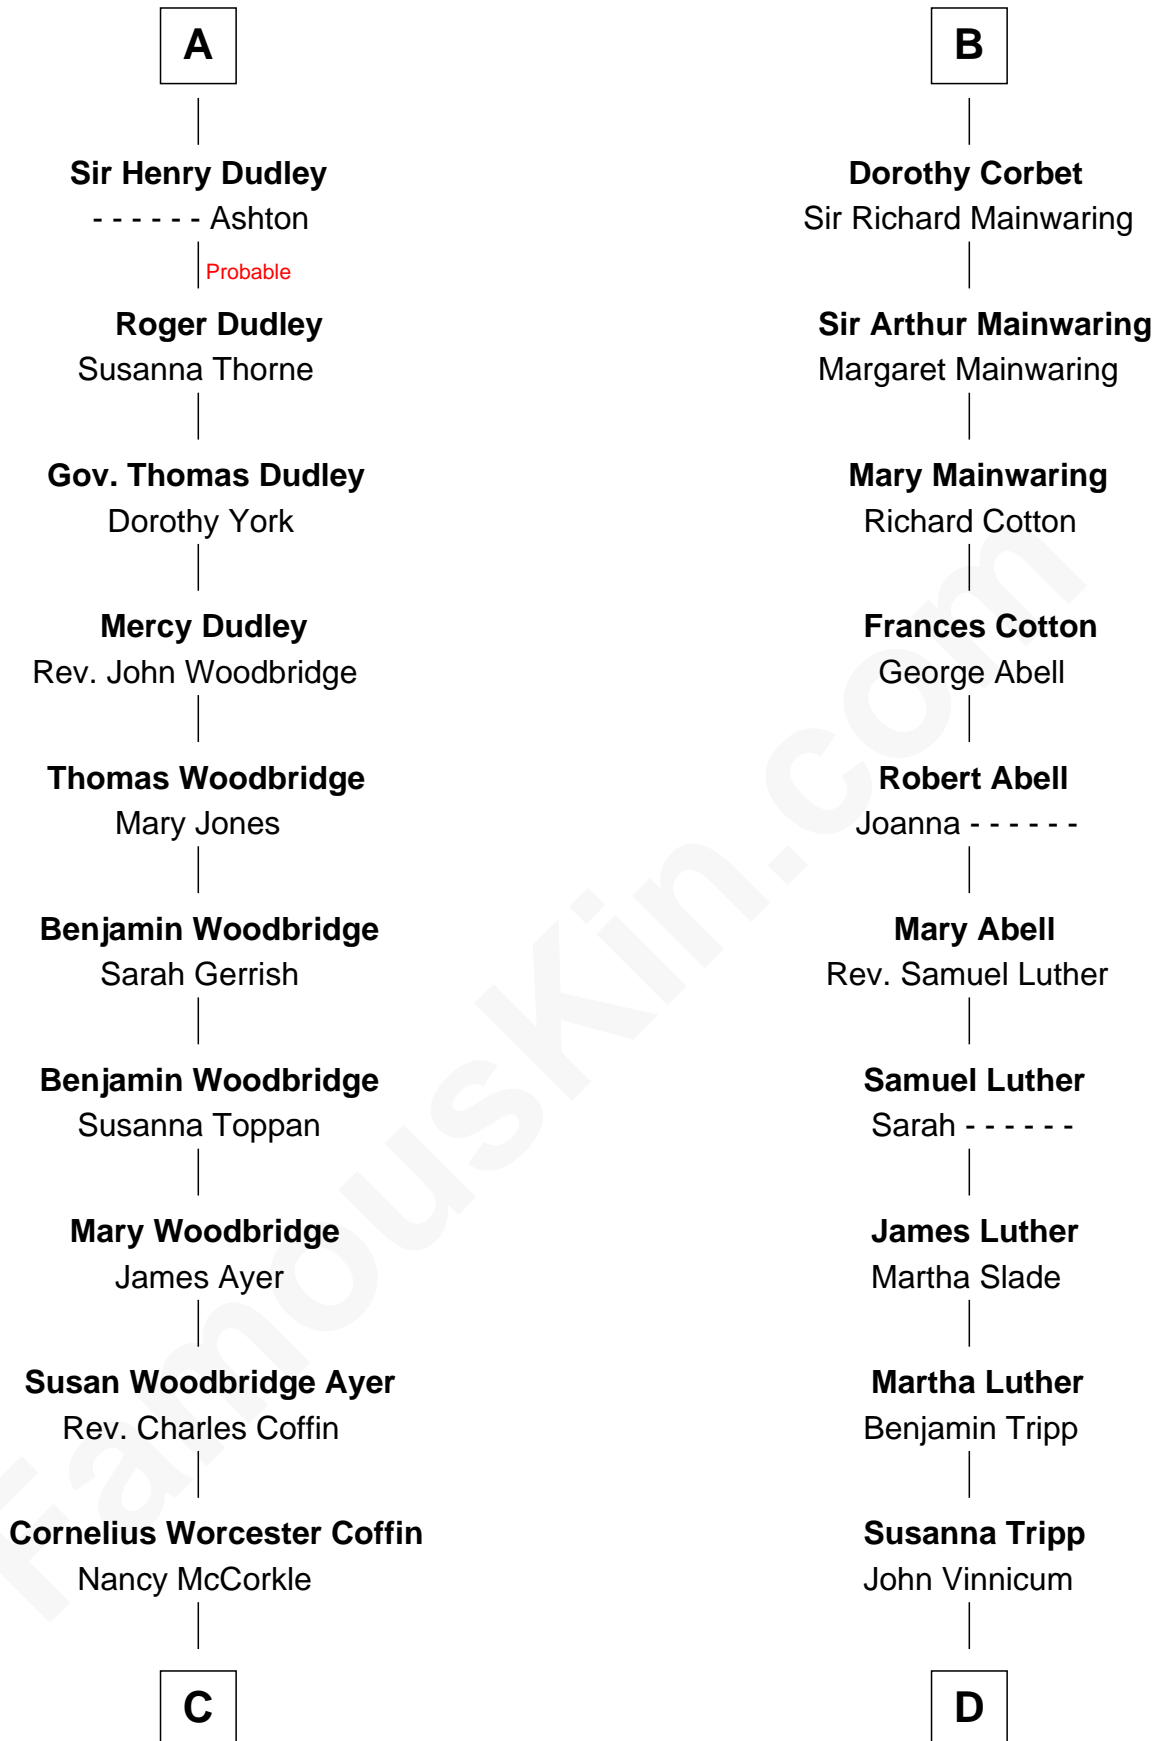 A
Sir Henry Dudley
- - - - - - Ashton
Probable
Roger Dudley
Susanna Thorne
Gov. Thomas Dudley
Dorothy York
Mercy Dudley
Rev. John Woodbridge
Thomas Woodbridge
Mary Jones
Benjamin Woodbridge
Sarah Gerrish
Benjamin Woodbridge
Susanna Toppan
Mary Woodbridge
James Ayer
Susan Woodbridge Ayer
Rev. Charles Coffin
Cornelius Worcester Coffin
Nancy McCorkle
C
B
Dorothy Corbet
Sir Richard Mainwaring
Sir Arthur Mainwaring
Margaret Mainwaring
Mary Mainwaring
Richard Cotton
Frances Cotton
George Abell
Robert Abell
Joanna - - - - - -
Mary Abell
Rev. Samuel Luther
Samuel Luther
Sarah - - - - - -
James Luther
Martha Slade
Martha Luther
Benjamin Tripp
Susanna Tripp
John Vinnicum
D
FamousKin.com